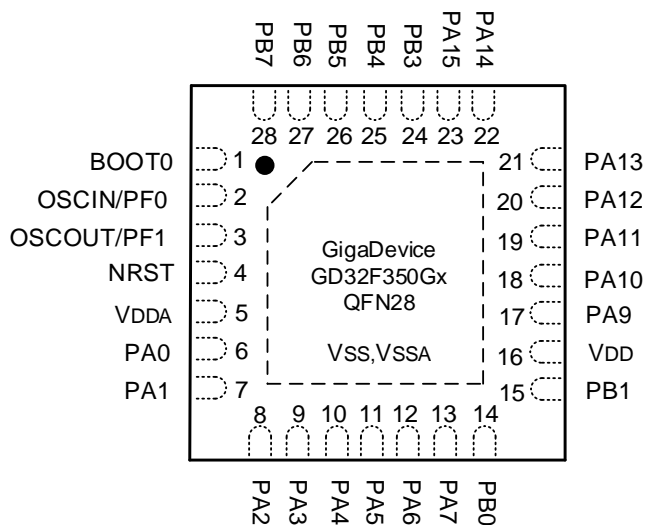 PB7
PB6
PB5
PB4
PB3
PA15
PA14
28
27
26
25
24
23
22
BOOT0
1
OSCIN/PF0
2
OSCOUT/PF1
3
NRST
4
VDDA
5
PA0
6
PA1
7
GigaDevice
GD32F350Gx
QFN28
VSS,VSSA
21
PA13
20
PA12
19
PA11
18
PA10
17
PA9
16
VDD
15
PB1
8
9
10
11
12
13
14
PA2
PA3
PA4
PA5
PA6
PA7
PB0